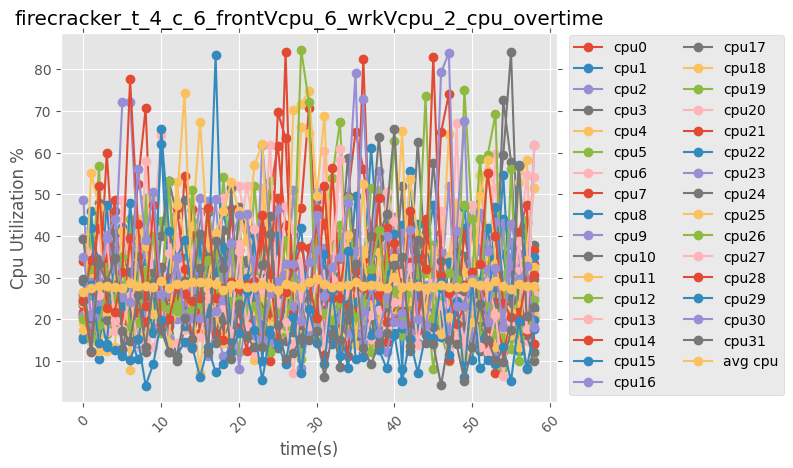 firecracker_t_4_c_6_frontVcpu_6_wrkVcpu_2_cpu_overtime
80
70
60
50
40
30
20
10
Cpu Utilization %
0
10
20
30
40
50
60
time(s)
cpu0
cpu1
cpu2
cpu3
cpu4
cpu5
cpu6
cpu7
cpu8
cpu9
cpu10
cpu11
cpu12
cpu13
cpu14
cpu15
cpu16
cpu17
cpu18
cpu19
cpu20
cpu21
cpu22
cpu23
cpu24
cpu25
cpu26
cpu27
cpu28
cpu29
cpu30
cpu31
avg cpu